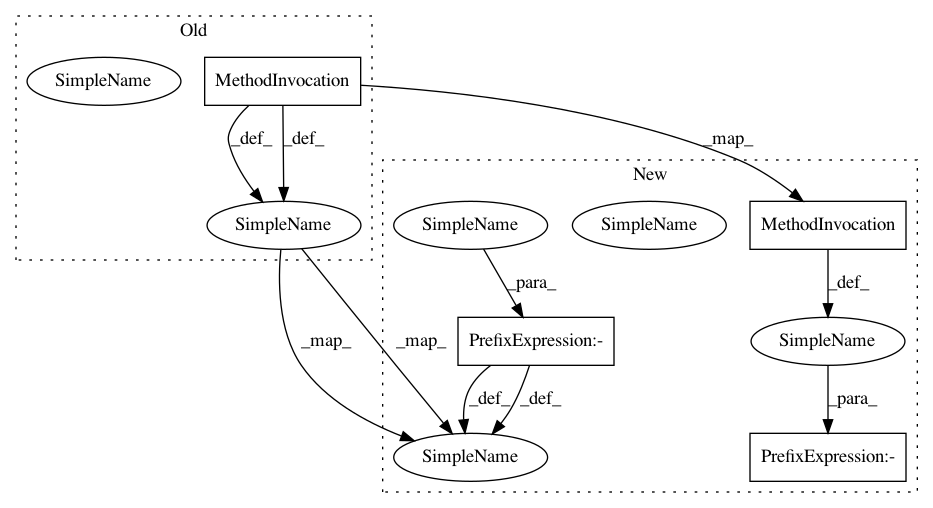 Old
SimpleName
MethodInvocation
_def_
_def_
_map_
New
SimpleName
SimpleName
SimpleName
MethodInvocation
_para_
_def_
_map_
_map_
PrefixExpression:-
SimpleName
_def_
_def_
_para_
SimpleName
PrefixExpression:-